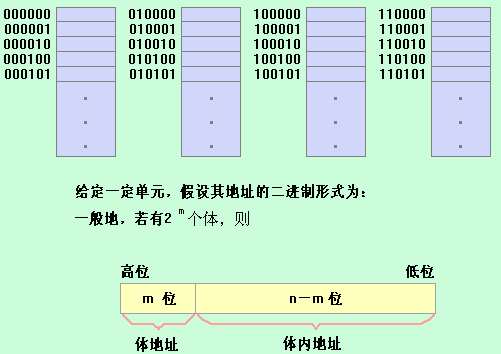 000000 010000 100000 110000
000001 010001 100001 110001
000010 010010 100010 110010
000100 010100 100100 110100
000101 010101 100101 110101
给定一定单元，假设其地址的二进制形式为：
一般地，若有2 m 个体，则
高位 低位
m 位 n－m 位
体地址 体内地址